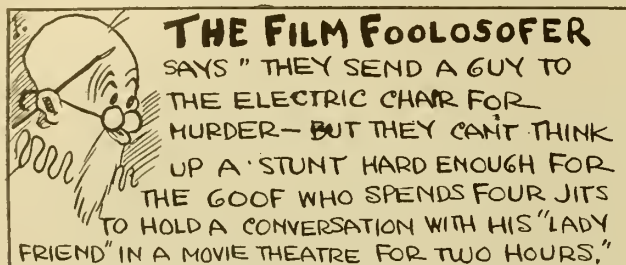 THE FILM FOOLOSOFER
SAYS " THEY SEND A GUY TO
THE ELECTRIC CHAIR FOR
MURDER — BUT THEY CAN'T THINK
UP A STUNT HARD ENOUGH FOR
THE GOOF WHO SPENDS FOUR JITS
TO HOLD A CONVERSATION WITH HIS "LADY
FRIEND" IN A MOVIE THEATRE FOR TWO HOURS."